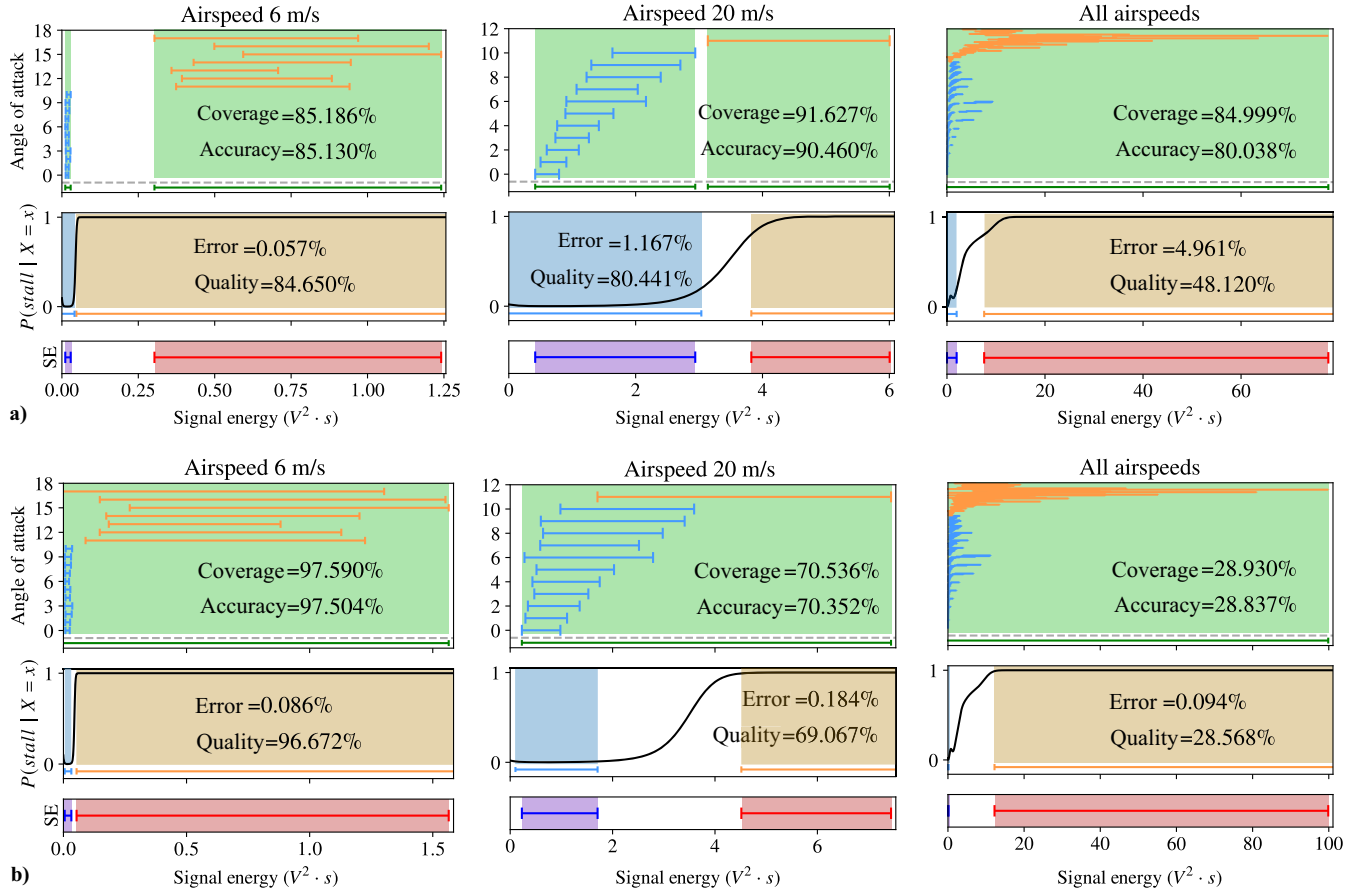 Airspeed 6 m/s
Airspeed 20 m/s
All airspeeds
Angle of attack
18
15
12
9
6
3
0
Coverage=85.186%
Accuracy=85.130%
12
10
8
6
4
2
0
Coverage=91.627%
Accuracy=90.460%
Coverage=84.999%
Accuracy=80.038%
P(stall | X = x)
1
0
Error=0.057%
Quality=84.650%
1
0
Error=1.167%
Quality=80.441%
1
0
Error=4.961%
Quality=48.120%
SE
0.00 0.25 0.50 0.75 1.00 1.25
0 2 4 6
0 20 40 60
a)
Signal energy (V² · s)
Signal energy (V² · s)
Signal energy (V² · s)
Airspeed 6 m/s
Airspeed 20 m/s
All airspeeds
Angle of attack
18
15
12
9
6
3
0
Coverage=97.590%
Accuracy=97.504%
12
10
8
6
4
2
0
Coverage=70.536%
Accuracy=70.352%
Coverage=28.930%
Accuracy=28.837%
P(stall | X = x)
1
0
Error=0.086%
Quality=96.672%
1
0
Error=0.184%
Quality=69.067%
1
0
Error=0.094%
Quality=28.568%
SE
0.0 0.5 1.0 1.5
0 2 4 6
0 20 40 60 80 100
b)
Signal energy (V² · s)
Signal energy (V² · s)
Signal energy (V² · s)